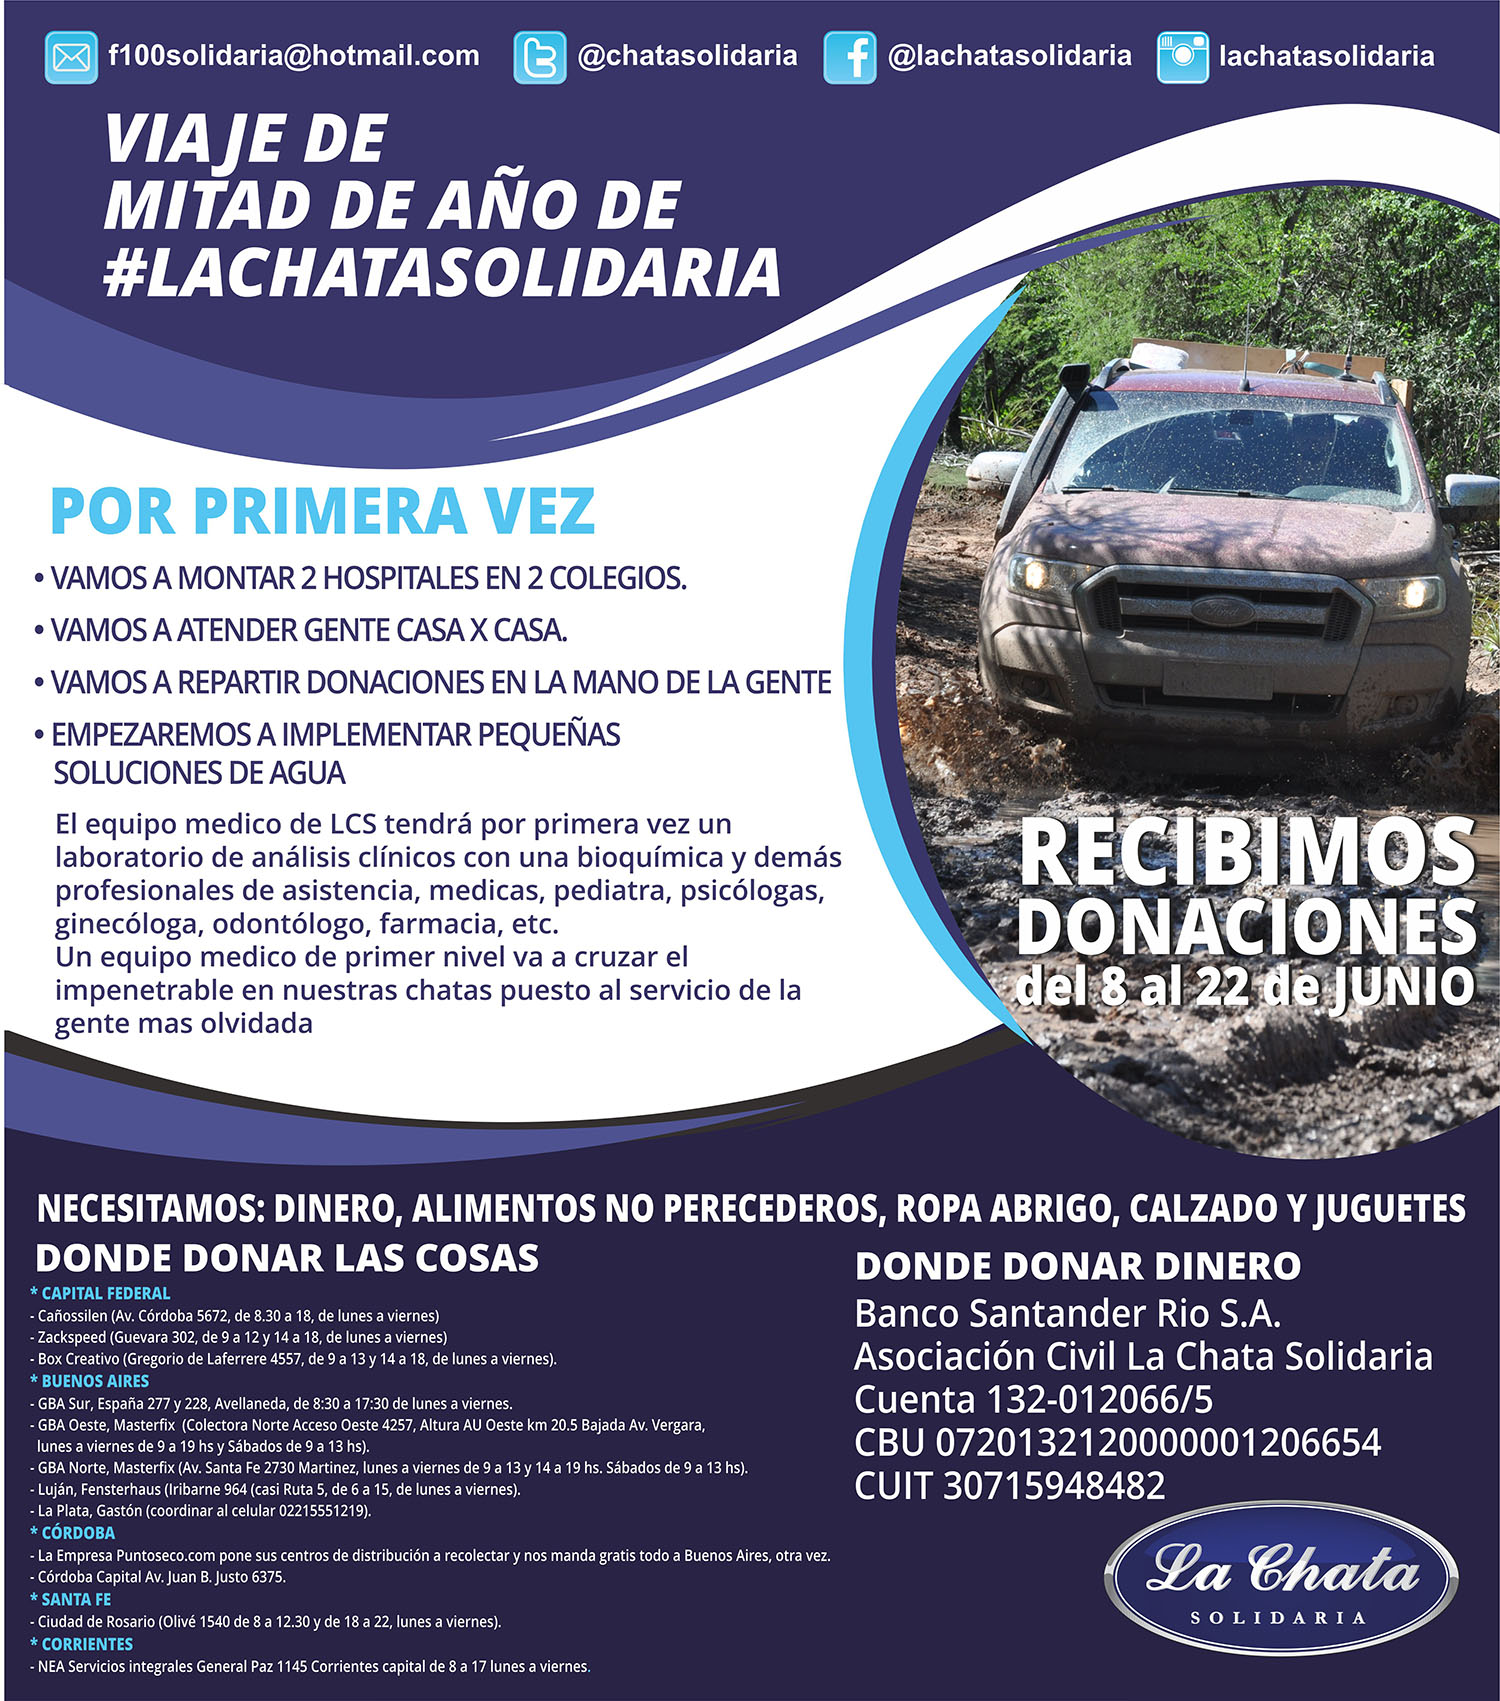 f100solidaria@hotmail.com @chatasolidaria @lachatasolidaria lachatasolidaria
VIAJE DE
MITAD DE AÑO DE
#LACHATASOLIDARIA
POR PRIMERA VEZ
• VAMOS A MONTAR 2 HOSPITALES EN 2 COLEGIOS.
• VAMOS A ATENDER GENTE CASA X CASA.
• VAMOS A REPARTIR DONACIONES EN LA MANO DE LA GENTE
• EMPEZAREMOS A IMPLEMENTAR PEQUEÑAS
SOLUCIONES DE AGUA
El equipo medico de LCS tendrá por primera vez un
laboratorio de análisis clínicos con una bioquímica y demás
profesionales de asistencia, medicas, pediatra, psicólogas,
ginecóloga, odontólogo, farmacia, etc.
Un equipo medico de primer nivel va a cruzar el
impenetrable en nuestras chatas puesto al servicio de la
gente mas olvidada
Ford
RECIBIMOS
DONACIONES
del 8 al 22 de JUNIO
NECESITAMOS: DINERO, ALIMENTOS NO PERECEDEROS, ROPA ABRIGO, CALZADO Y JUGUETES
DONDE DONAR LAS COSAS
* CAPITAL FEDERAL
- Cañossilen (Av. Córdoba 5672, de 8.30 a 18, de lunes a viernes)
- Zackspeed (Guevara 302, de 9 a 12 y 14 a 18, de lunes a viernes)
- Box Creativo (Gregorio de Laferrere 4557, de 9 a 13 y 14 a 18, de lunes a viernes).
* BUENOS AIRES
- GBA Sur, España 277 y 228, Avellaneda, de 8:30 a 17:30 de lunes a viernes.
- GBA Oeste, Masterfix (Colectora Norte Acceso Oeste 4257, Altura AU Oeste km 20.5 Bajada Av. Vergara,
lunes a viernes de 9 a 19 hs y Sábados de 9 a 13 hs).
- GBA Norte, Masterfix (Av. Santa Fe 2730 Martinez, lunes a viernes de 9 a 13 y 14 a 19 hs. Sábados de 9 a 13 hs).
- Luján, Fensterhaus (Iribarne 964 (casi Ruta 5, de 6 a 15, de lunes a viernes).
- La Plata, Gastón (coordinar al celular 02215551219).
* CÓRDOBA
- La Empresa Puntoseco.com pone sus centros de distribución a recolectar y nos manda gratis todo a Buenos Aires, otra vez.
- Córdoba Capital Av. Juan B. Justo 6375.
* SANTA FE
- Ciudad de Rosario (Olivé 1540 de 8 a 12.30 y de 18 a 22, lunes a viernes).
* CORRIENTES
- NEA Servicios integrales General Paz 1145 Corrientes capital de 8 a 17 lunes a viernes.
DONDE DONAR DINERO
Banco Santander Rio S.A.
Asociación Civil La Chata Solidaria
Cuenta 132-012066/5
CBU 0720132120000001206654
CUIT 30715948482
La Chata
SOLIDARIA